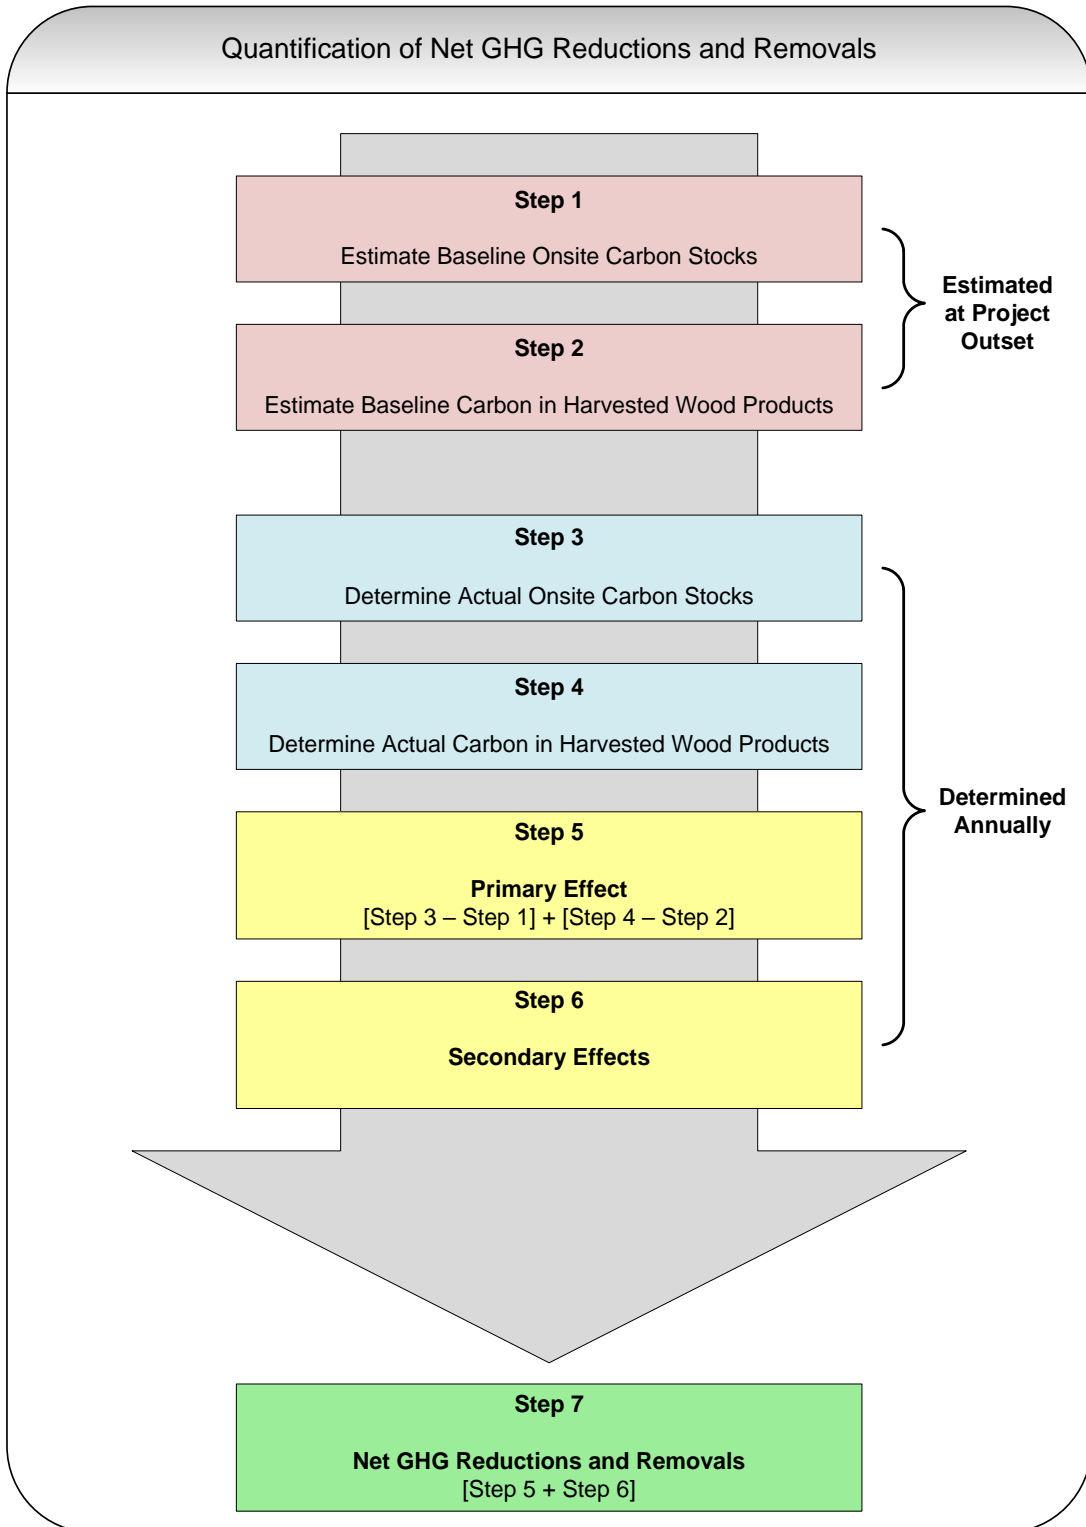 Quantification of Net GHG Reductions and Removals
Step 1
Estimate Baseline Onsite Carbon Stocks
Step 2
Estimate Baseline Carbon in Harvested Wood Products
Estimated
at Project
Outset
Step 3
Determine Actual Onsite Carbon Stocks
Step 4
Determine Actual Carbon in Harvested Wood Products
Step 5
Primary Effect
[Step 3 – Step 1] + [Step 4 – Step 2]
Step 6
Secondary Effects
Determined
Annually
Step 7
Net GHG Reductions and Removals
[Step 5 + Step 6]